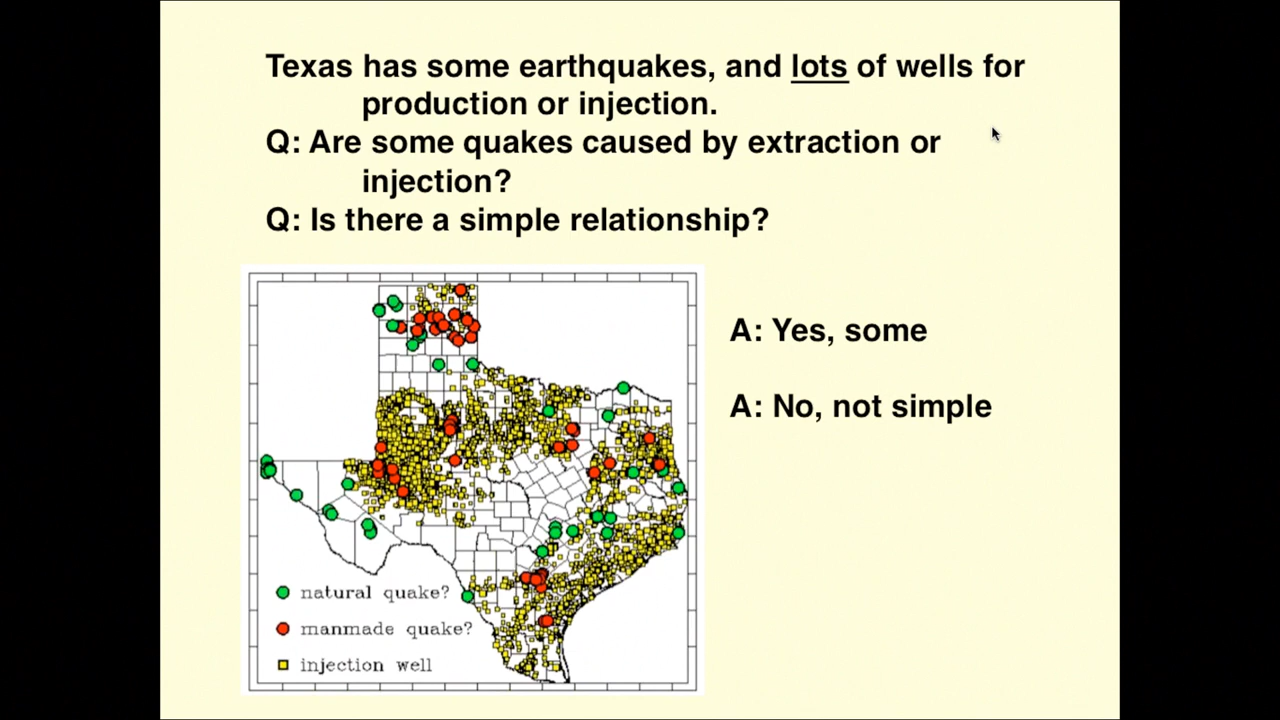 Texas has some earthquakes, and lots of wells for
production or injection.
Q: Are some quakes caused by extraction or
injection?
Q: Is there a simple relationship?
A: Yes, some
A: No, not simple
natural quake?
manmade quake?
injection well